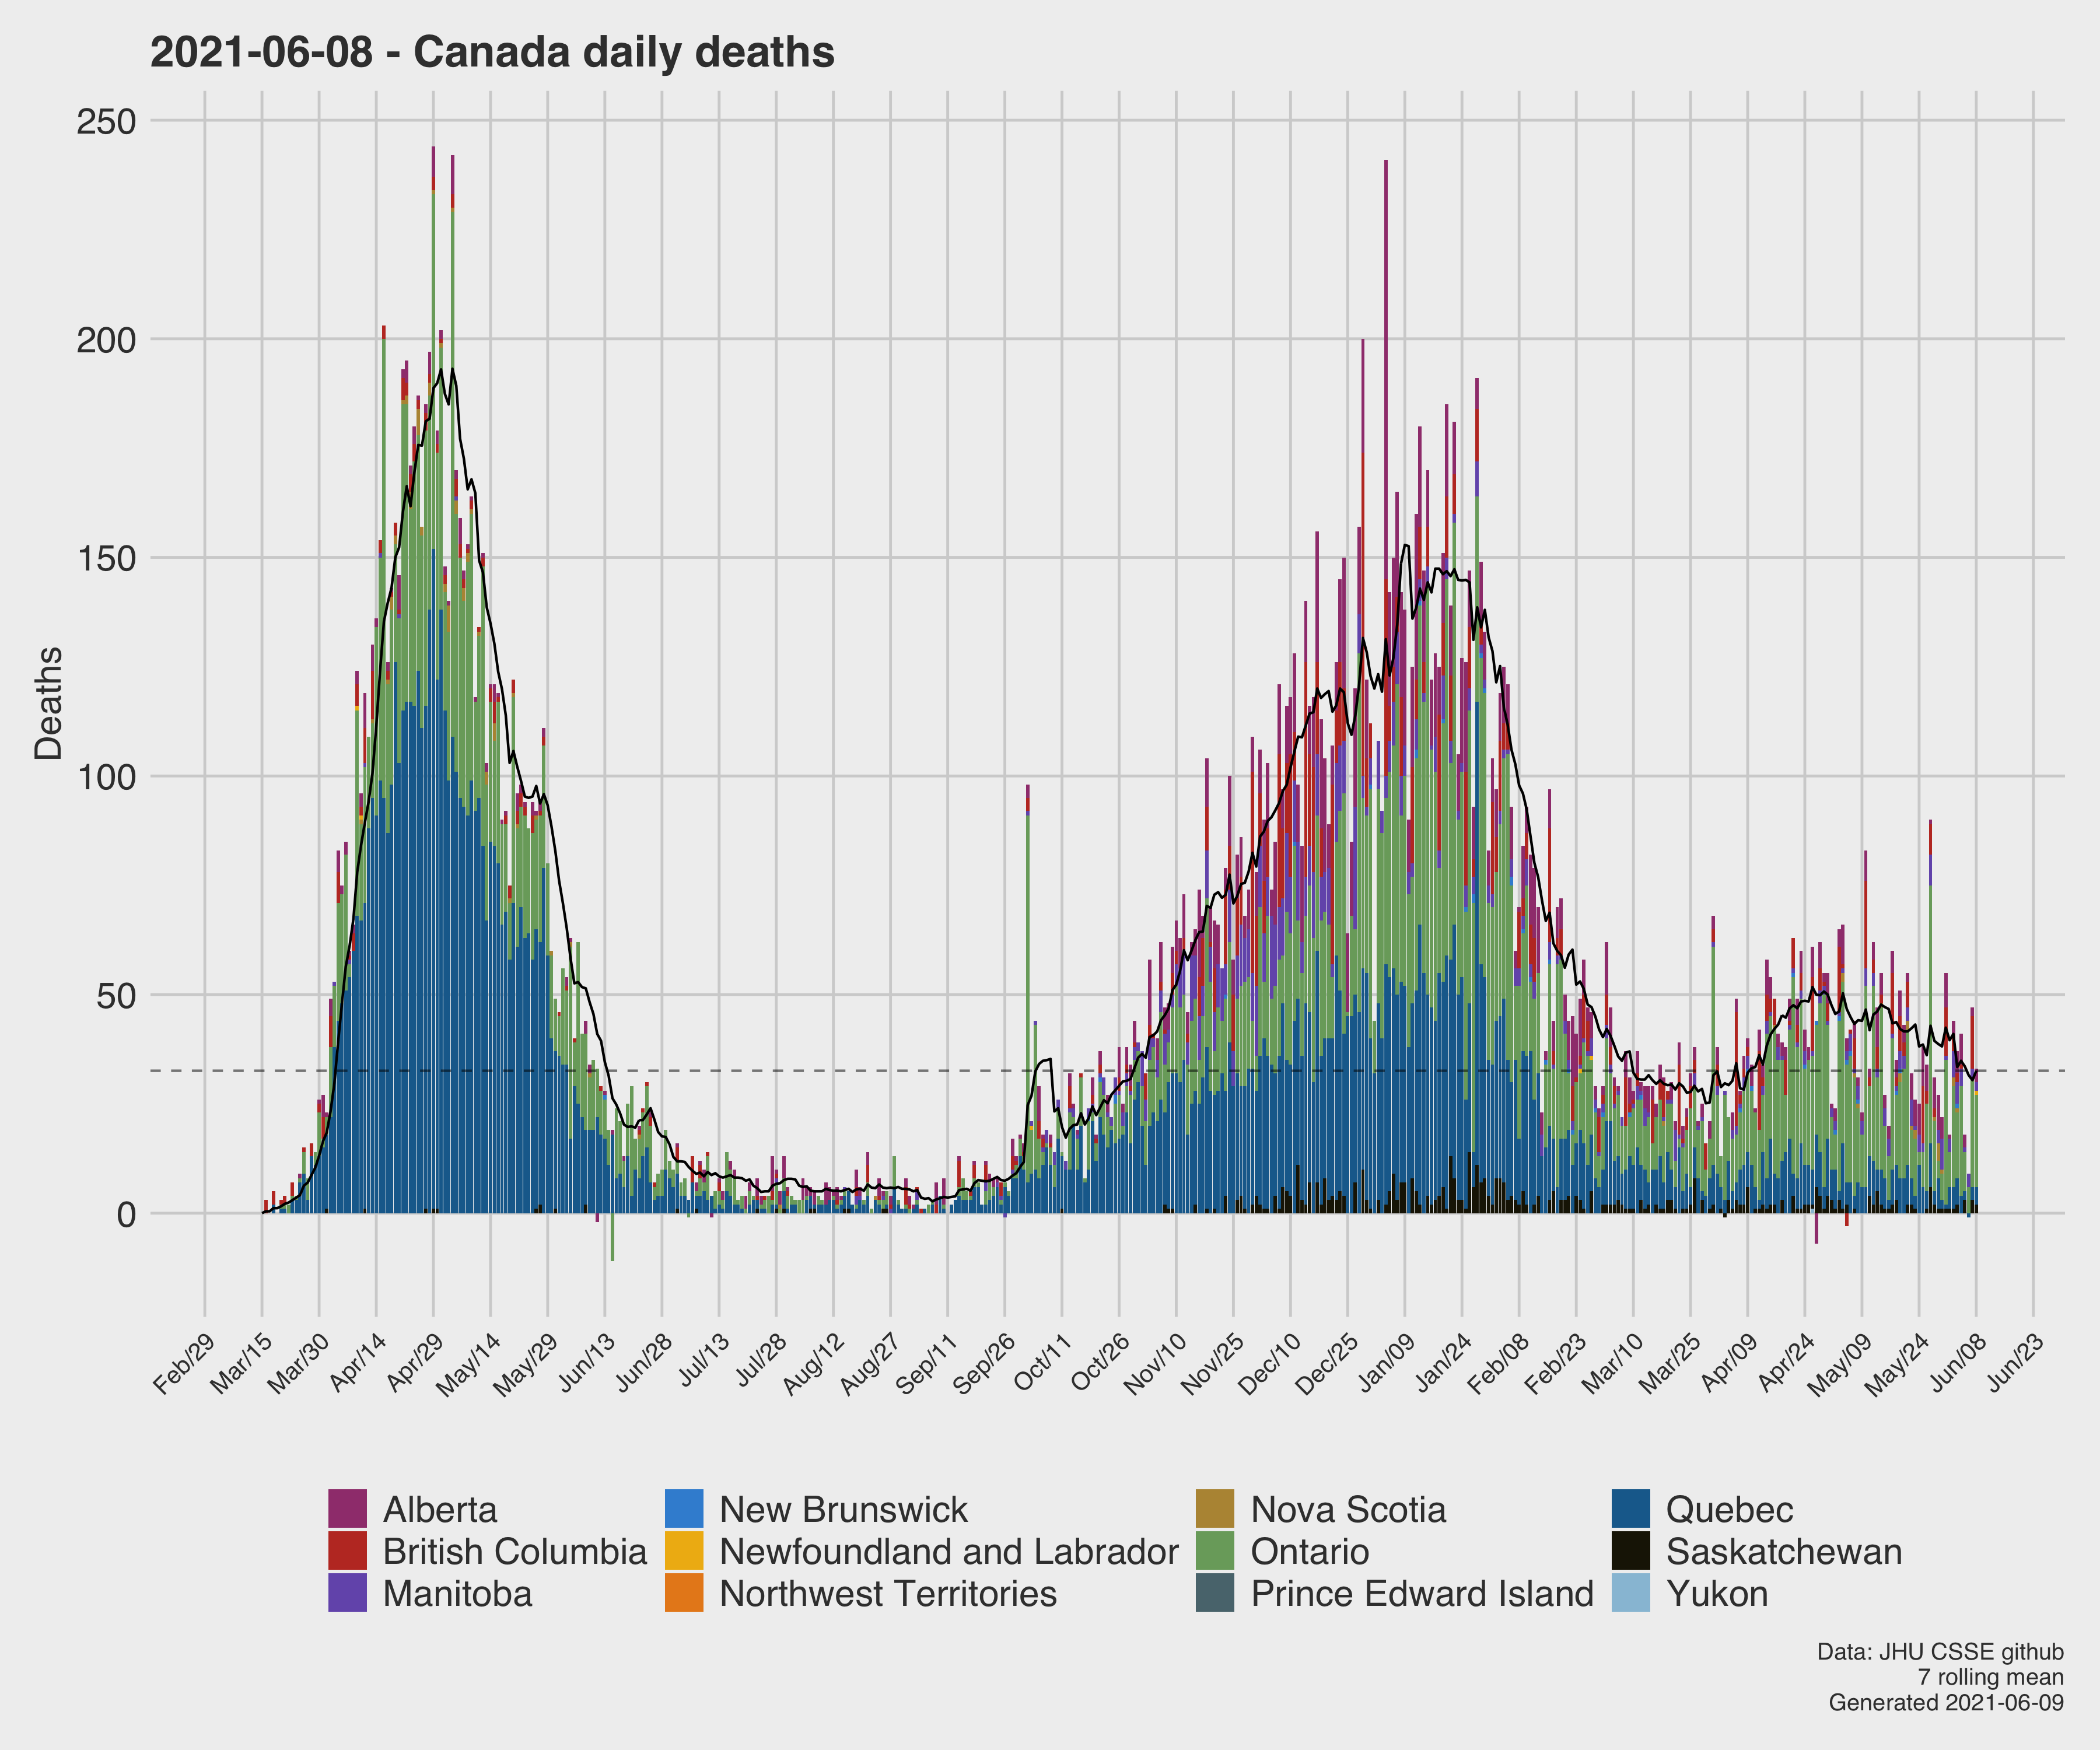 2021-06-08 - Canada daily deaths
250
200
150
100
50
0
Deaths
Feb/29
Mar/15
Mar/30
Apr/14
Apr/29
May/14
May/29
Jun/13
Jun/28
Jul/13
Jul/28
Aug/12
Aug/27
Sep/11
Sep/26
Oct/11
Oct/26
Nov/10
Nov/25
Dec/10
Dec/25
Jan/09
Jan/24
Feb/08
Feb/23
Mar/10
Mar/25
Apr/09
Apr/24
May/09
May/24
Jun/08
Jun/23
Alberta
British Columbia
Manitoba
New Brunswick
Newfoundland and Labrador
Northwest Territories
Nova Scotia
Ontario
Prince Edward Island
Quebec
Saskatchewan
Yukon
Data: JHU CSSE github
7 rolling mean
Generated 2021-06-09